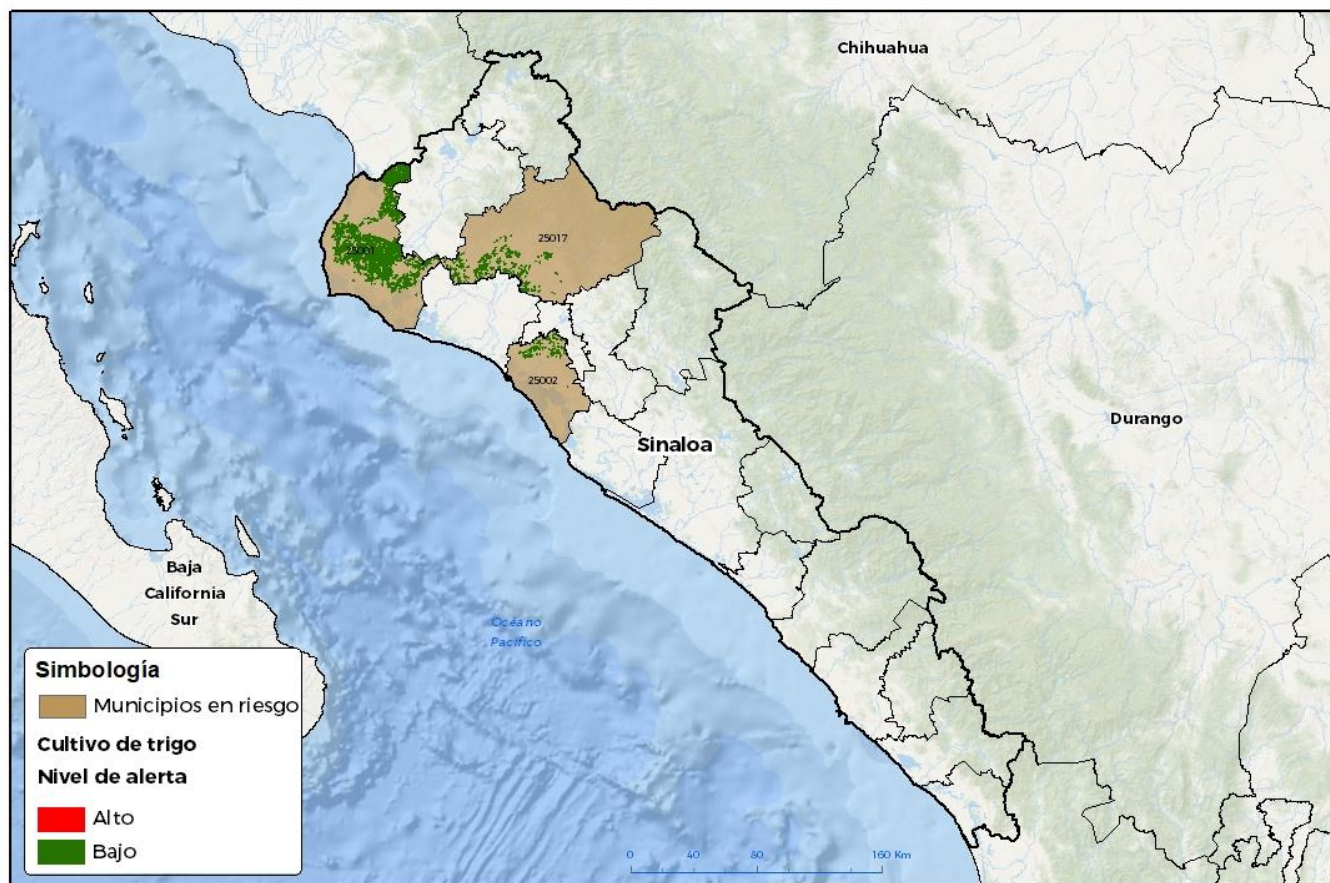 Chihuahua
25017
25001
25002
Sinaloa
Durango
Baja
California
Sur
Océano
Pacífico
Simbología
Municipios en riesgo
Cultivo de trigo
Nivel de alerta
Alto
Bajo
0 40 80 160 Km